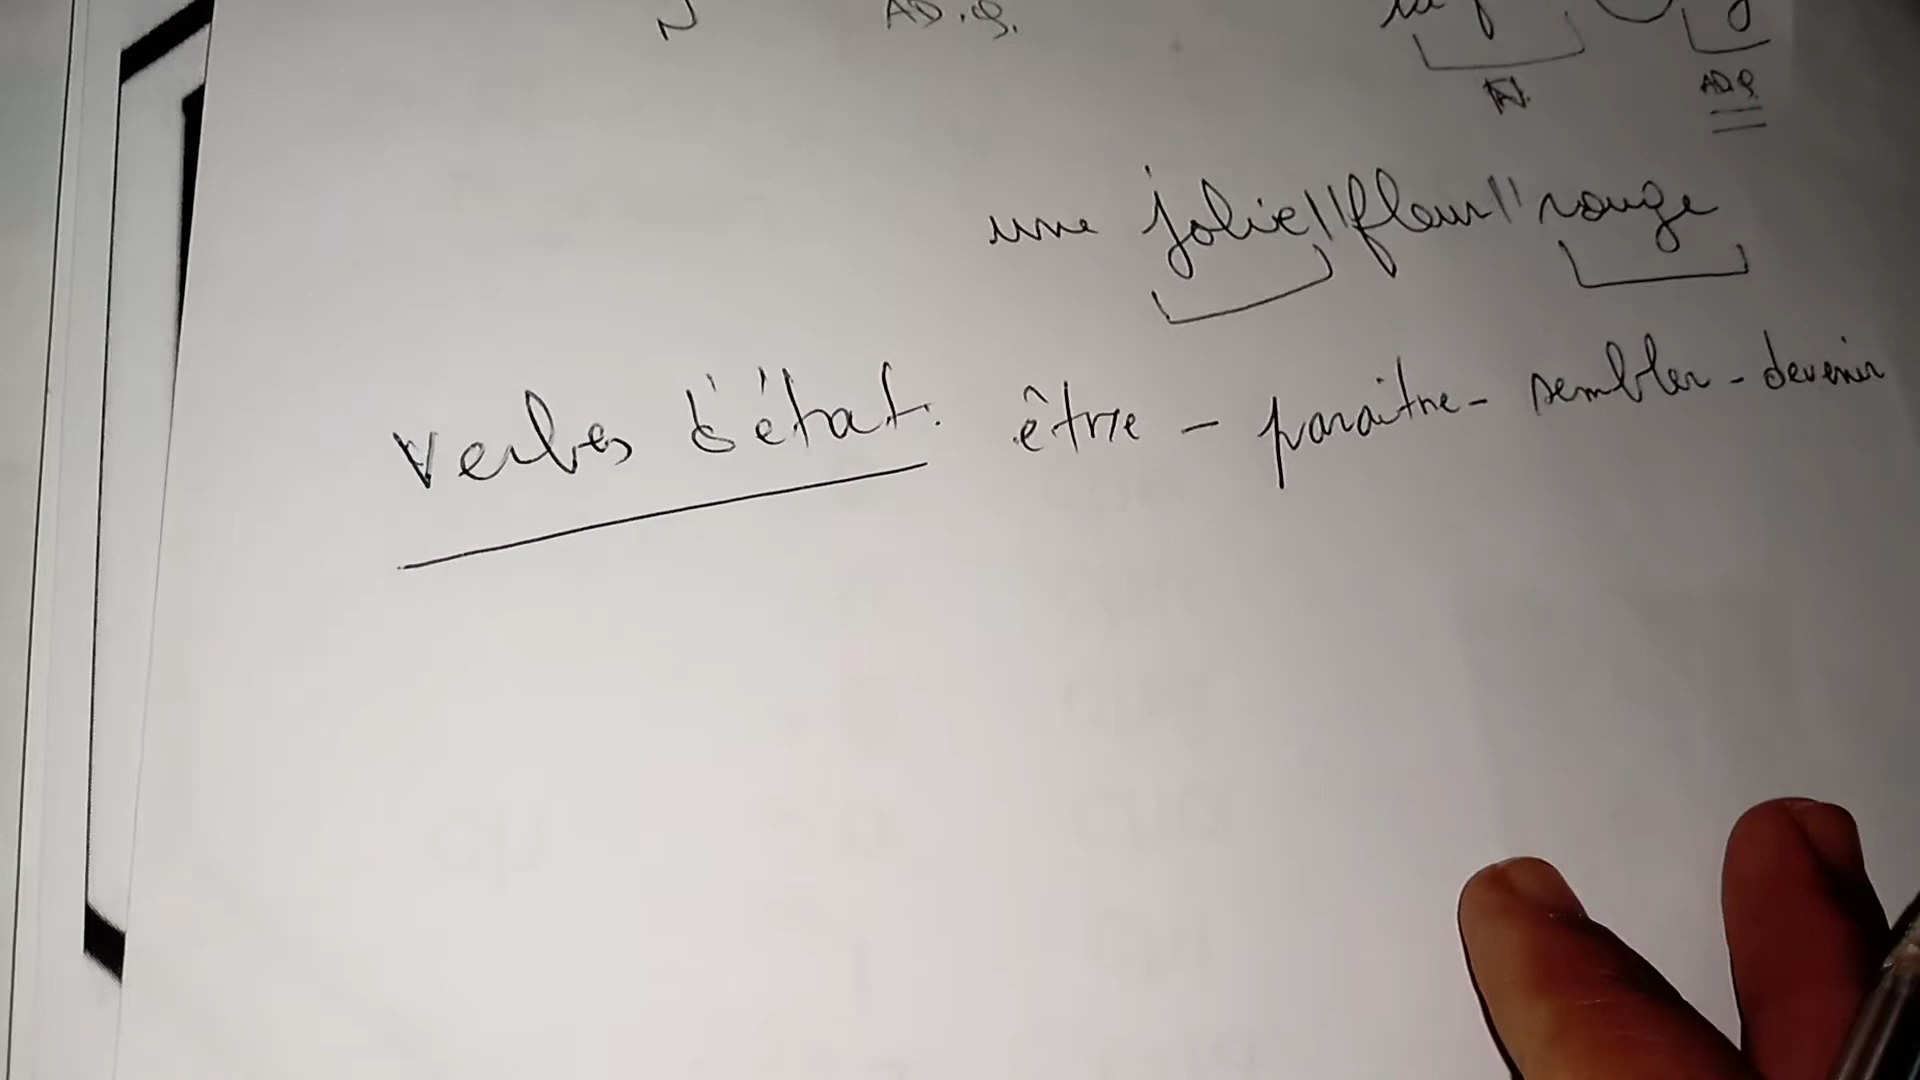 N AD.Q.
N. AD.Q
une jolie // fleur // rouge
Verbes d'état: être - paraître - sembler - devenir